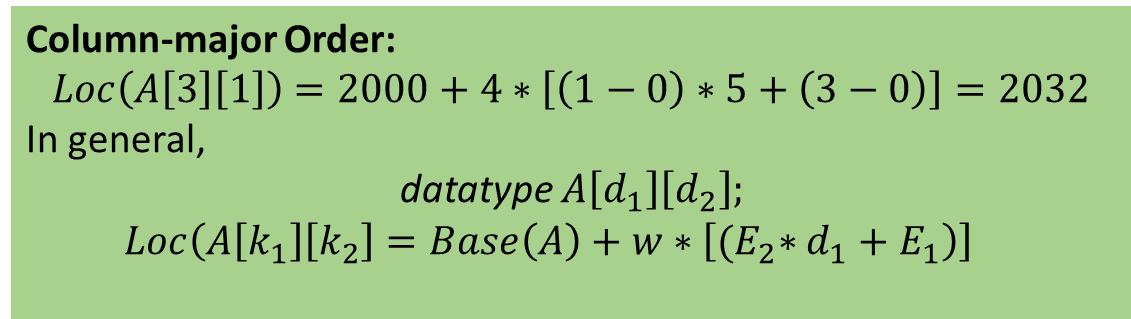 Column-major Order:
Loc(A[3][1]) = 2000 + 4 ∗ [(1 − 0) ∗ 5 + (3 − 0)] = 2032
In general,
datatype A[d₁][d₂];
Loc(A[k₁][k₂] = Base(A) + w ∗ [(E₂∗ d₁ + E₁)]